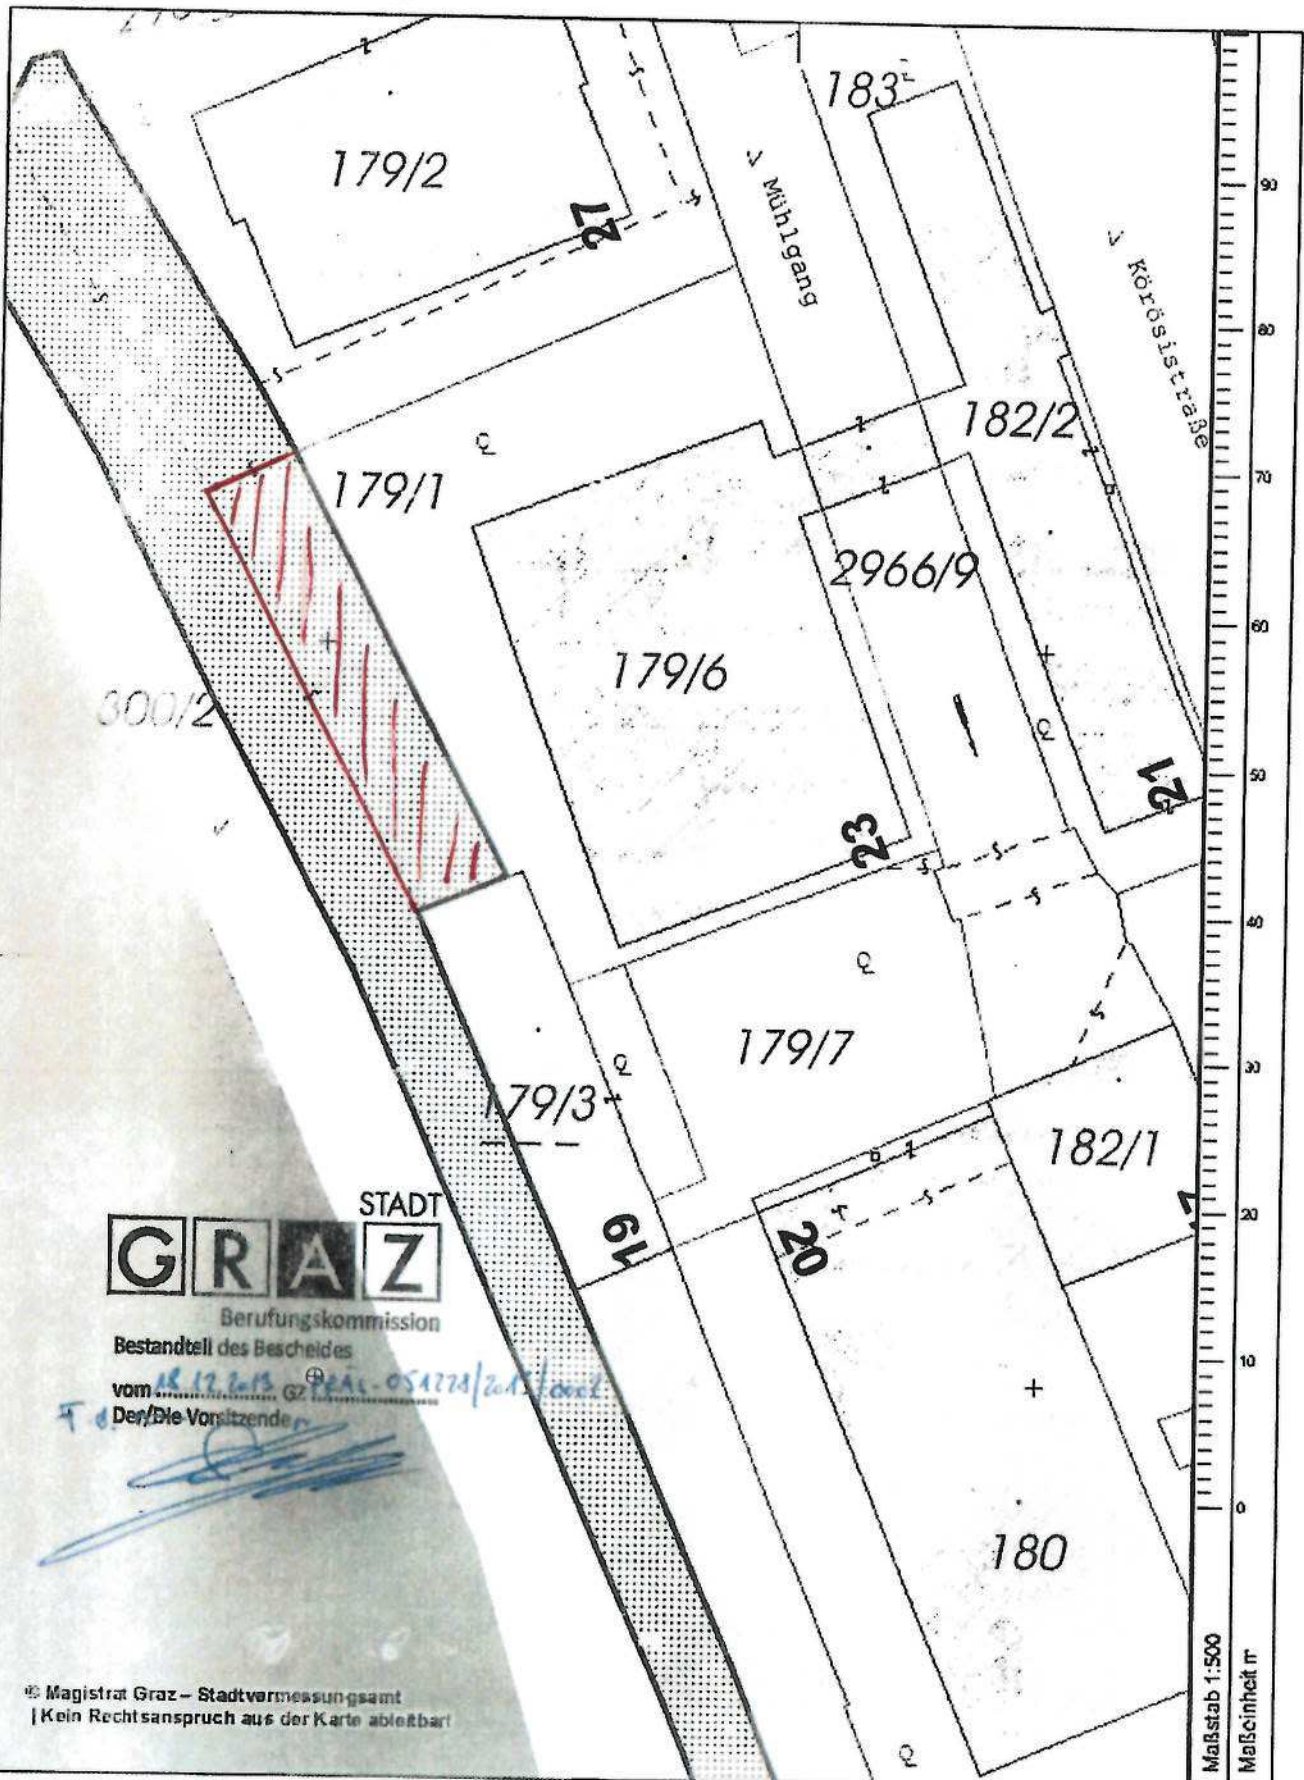 183
179/2
27
Mühlgang
Körösistraße
182/2
179/1
2966/9
179/6
300/2
21
23
179/7
179/3
182/1
19
20
180
STADT
GRAZ
Berufungskommission
Bestandteil des Bescheides
vom 18.12.2013 GZ
Der/Die Vorsitzende
© Magistrat Graz – Stadtvermessungsamt
Kein Rechtsanspruch aus der Karte ableitbar!
90
80
70
60
50
40
30
20
10
0
Maßstab 1:500
Maßeinheit m